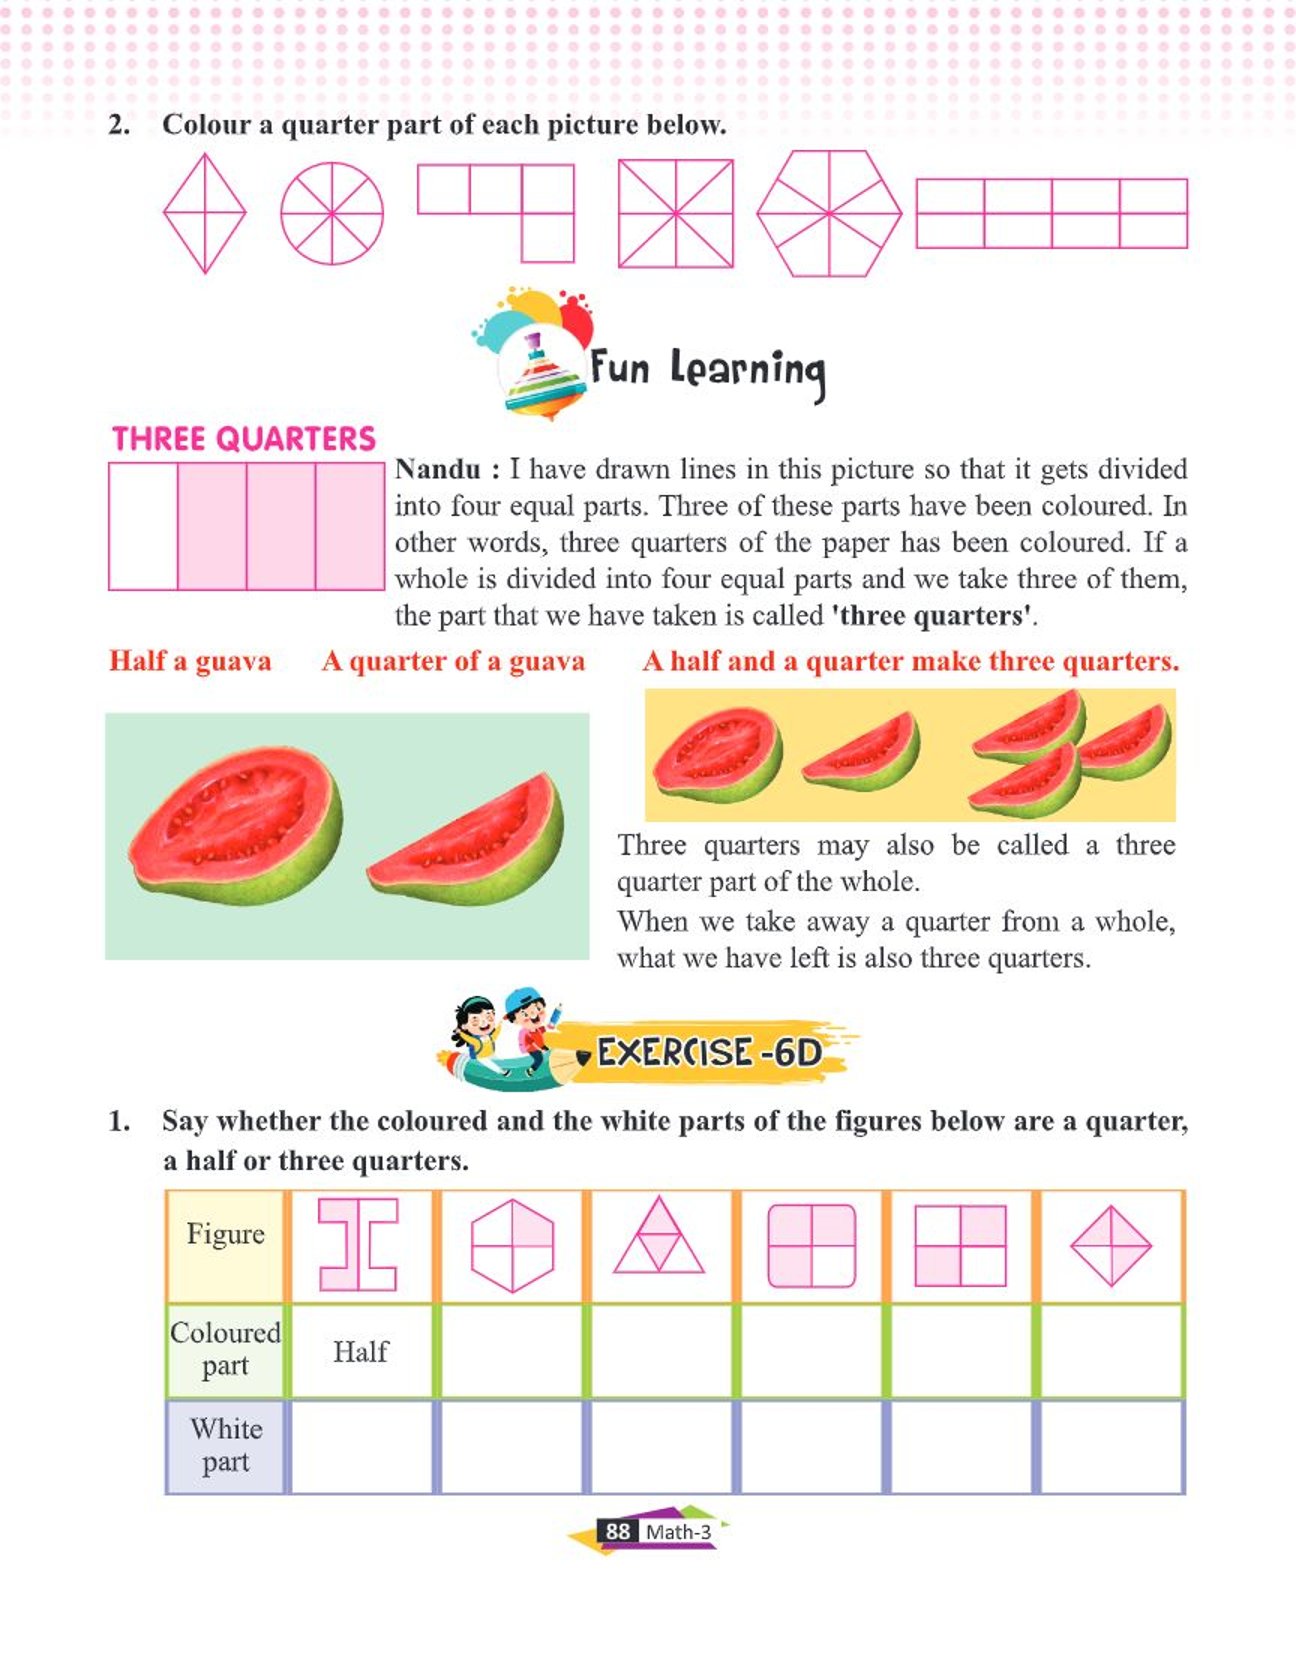 2. Colour a quarter part of each picture below.
Fun Learning
THREE QUARTERS
Nandu : I have drawn lines in this picture so that it gets divided
into four equal parts. Three of these parts have been coloured. In
other words, three quarters of the paper has been coloured. If a
whole is divided into four equal parts and we take three of them,
the part that we have taken is called 'three quarters'.
Half a guava A quarter of a guava A half and a quarter make three quarters.
Three quarters may also be called a three
quarter part of the whole.
When we take away a quarter from a whole,
what we have left is also three quarters.
EXERCISE -6D
1. Say whether the coloured and the white parts of the figures below are a quarter,
a half or three quarters.
Figure
Coloured
part
Half
White
part
88 Math-3